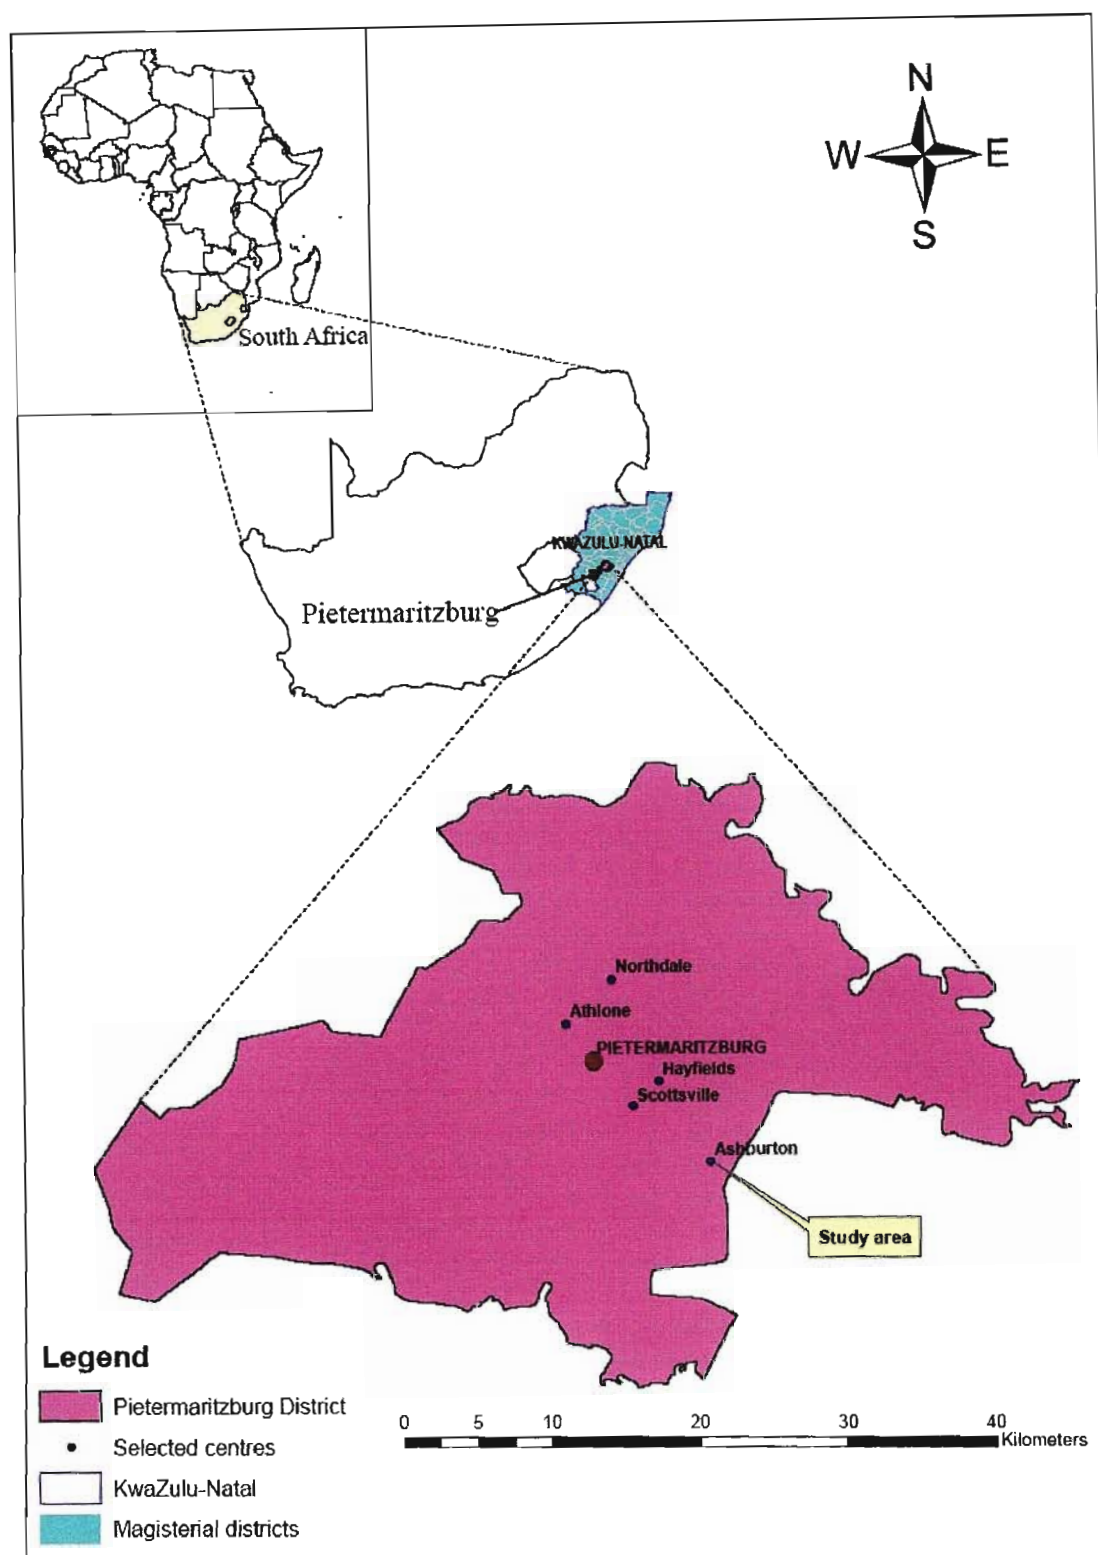 N
W E
S
South Africa
KWAZULU-NATAL
Pietermaritzburg
Northdale
Athlone
PIETERMARITZBURG
Hayfields
Scottsville
Ashburton
Study area
Legend
Pietermaritzburg District
Selected centres
KwaZulu-Natal
Magisterial districts
0 5 10 20 30 40
Kilometers